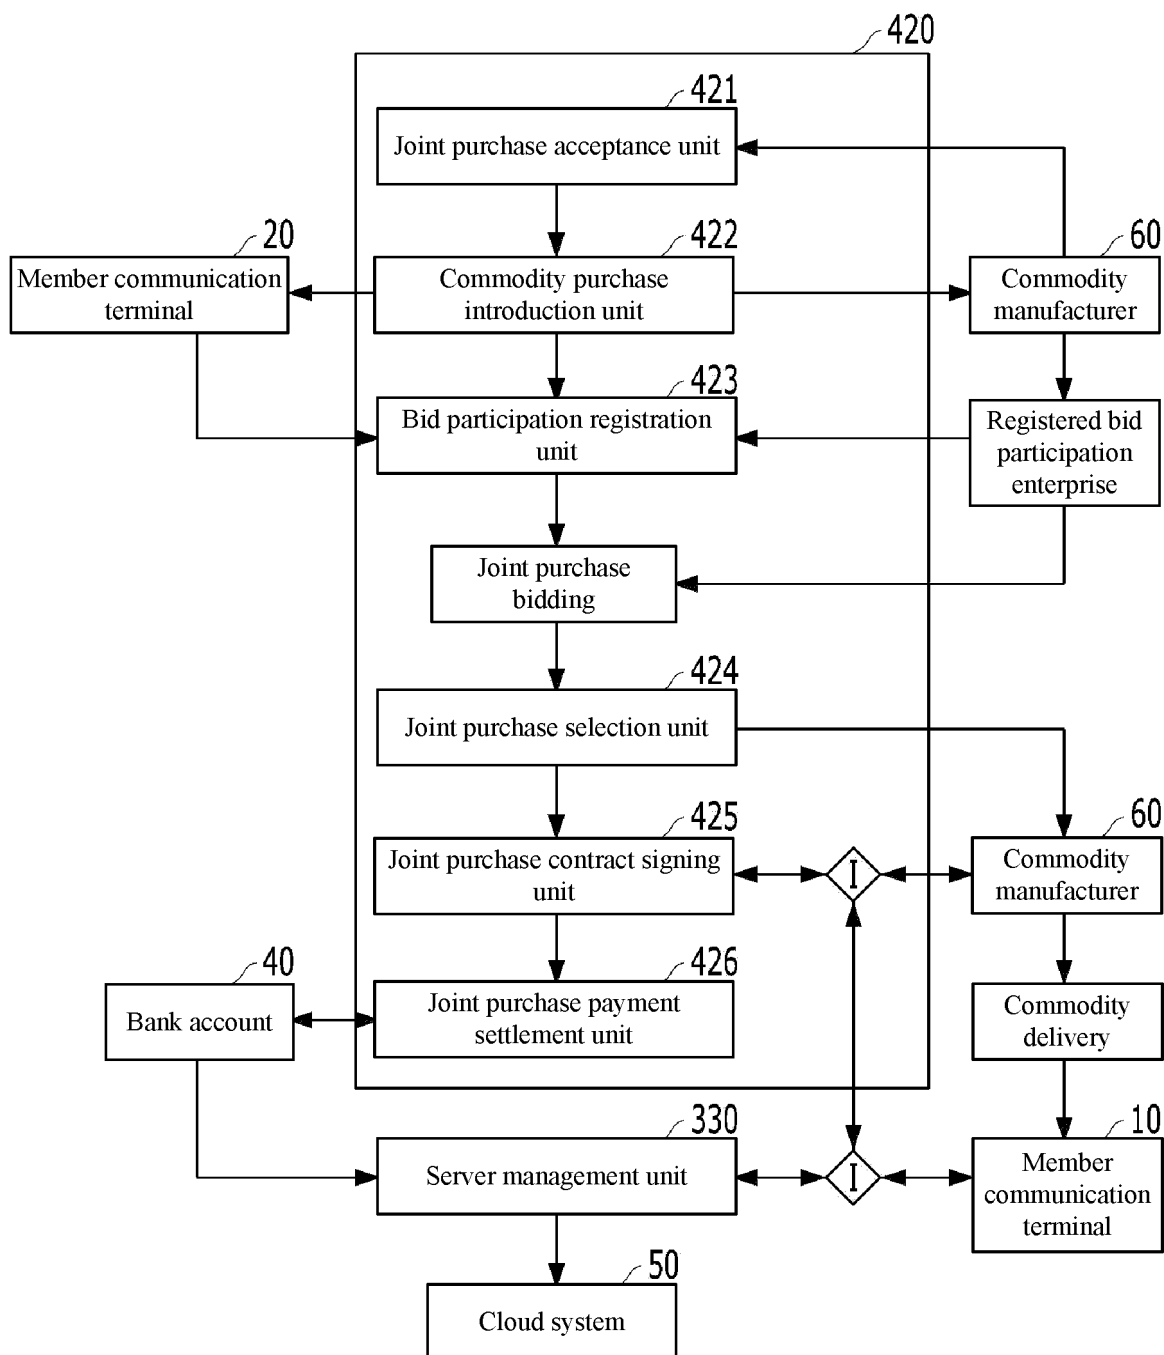 420
421
Joint purchase acceptance unit
20
422
60
Member communication
terminal
Commodity purchase
introduction unit
Commodity
manufacturer
423
Bid participation registration
unit
Registered bid
participation
enterprise
Joint purchase
bidding
424
Joint purchase selection unit
425
60
Joint purchase contract signing
unit
I
Commodity
manufacturer
40
426
Bank account
Joint purchase payment
settlement unit
Commodity
delivery
330
10
Server management unit
I
Member
communication
terminal
50
Cloud system